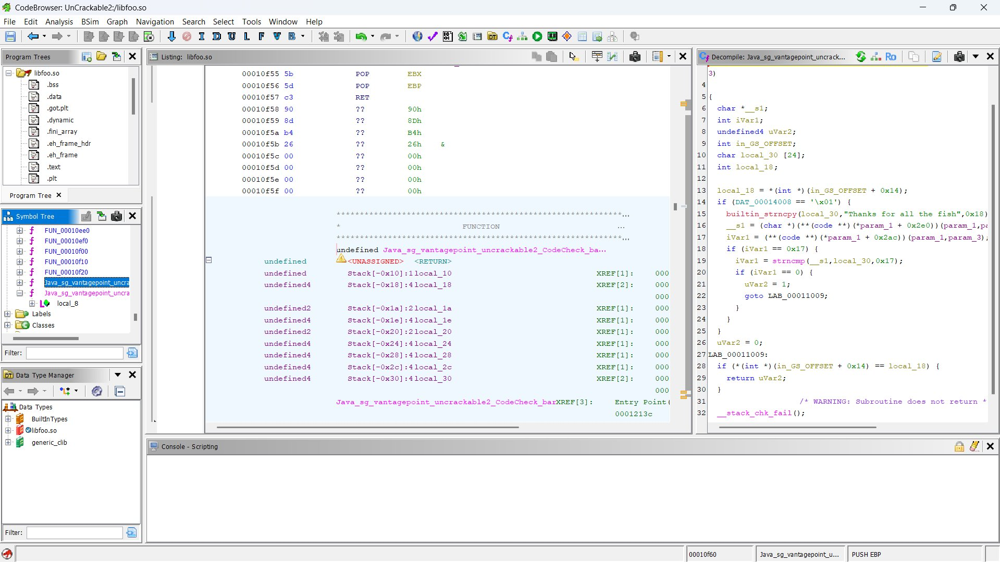 CodeBrowser: UnCrackable2:/libfoo.so
File Edit Analysis BSim Graph Navigation Search Select Tools Window Help
I D U L F V B
Program Trees
libfoo.so
.bss
.data
.got.plt
.dynamic
.fini_array
.eh_frame_hdr
.eh_frame
.text
.plt
Program Tree
Symbol Tree
FUN_00010ee0
FUN_00010ef0
FUN_00010f00
FUN_00010f10
FUN_00010f20
Java_sg_vantagepoint_uncra
Java_sg_vantagepoint_uncra
local_8
Labels
Classes
Filter:
Data Type Manager
Data Types
BuiltInTypes
libfoo.so
generic_clib
Filter:
Listing: libfoo.so
00010f55 5b POP EBX
00010f56 5d POP EBP
00010f57 c3 RET
00010f58 90 ?? 90h
00010f59 8d ?? 8Dh
00010f5a b4 ?? B4h
00010f5b 26 ?? 26h &
00010f5c 00 ?? 00h
00010f5d 00 ?? 00h
00010f5e 00 ?? 00h
00010f5f 00 ?? 00h
* FUNCTION ...
undefined Java_sg_vantagepoint_uncrackable2_CodeCheck_ba...
undefined <UNASSIGNED> <RETURN>
undefined Stack[-0x10]:1 local_10 XREF[1]: 000
undefined4 Stack[-0x18]:4 local_18 XREF[2]: 000
000
undefined2 Stack[-0x1a]:2 local_1a XREF[1]: 000
undefined4 Stack[-0x1e]:4 local_1e XREF[1]: 000
undefined2 Stack[-0x20]:2 local_20 XREF[1]: 000
undefined4 Stack[-0x24]:4 local_24 XREF[1]: 000
undefined4 Stack[-0x28]:4 local_28 XREF[1]: 000
undefined4 Stack[-0x2c]:4 local_2c XREF[1]: 000
undefined4 Stack[-0x30]:4 local_30 XREF[2]: 000
000
Java_sg_vantagepoint_uncrackable2_CodeCheck_bar XREF[3]: Entry Point(
0001213c
Decompile: Java_sg_vantagepoint_uncrack...
3)
4
5 {
6 char *__s1;
7 int iVar1;
8 undefined4 uVar2;
9 int in_GS_OFFSET;
10 char local_30 [24];
11 int local_18;
12
13 local_18 = *(int *)(in_GS_OFFSET + 0x14);
14 if (DAT_00014008 == '\x01') {
15 builtin_strncpy(local_30,"Thanks for all the fish",0x18)
16 __s1 = (char *)(**(code **)(*param_1 + 0x2e0))(param_1,pa
17 iVar1 = (**(code **)(*param_1 + 0x2ac))(param_1,param_3);
18 if (iVar1 == 0x17) {
19 iVar1 = strncmp(__s1,local_30,0x17);
20 if (iVar1 == 0) {
21 uVar2 = 1;
22 goto LAB_00011009;
23 }
24 }
25 }
26 uVar2 = 0;
27 LAB_00011009:
28 if (*(int *)(in_GS_OFFSET + 0x14) == local_18) {
29 return uVar2;
30 }
31 /* WARNING: Subroutine does not return *
32 __stack_chk_fail();
Console - Scripting
00010f60 Java_sg_vantagepoint_u... PUSH EBP